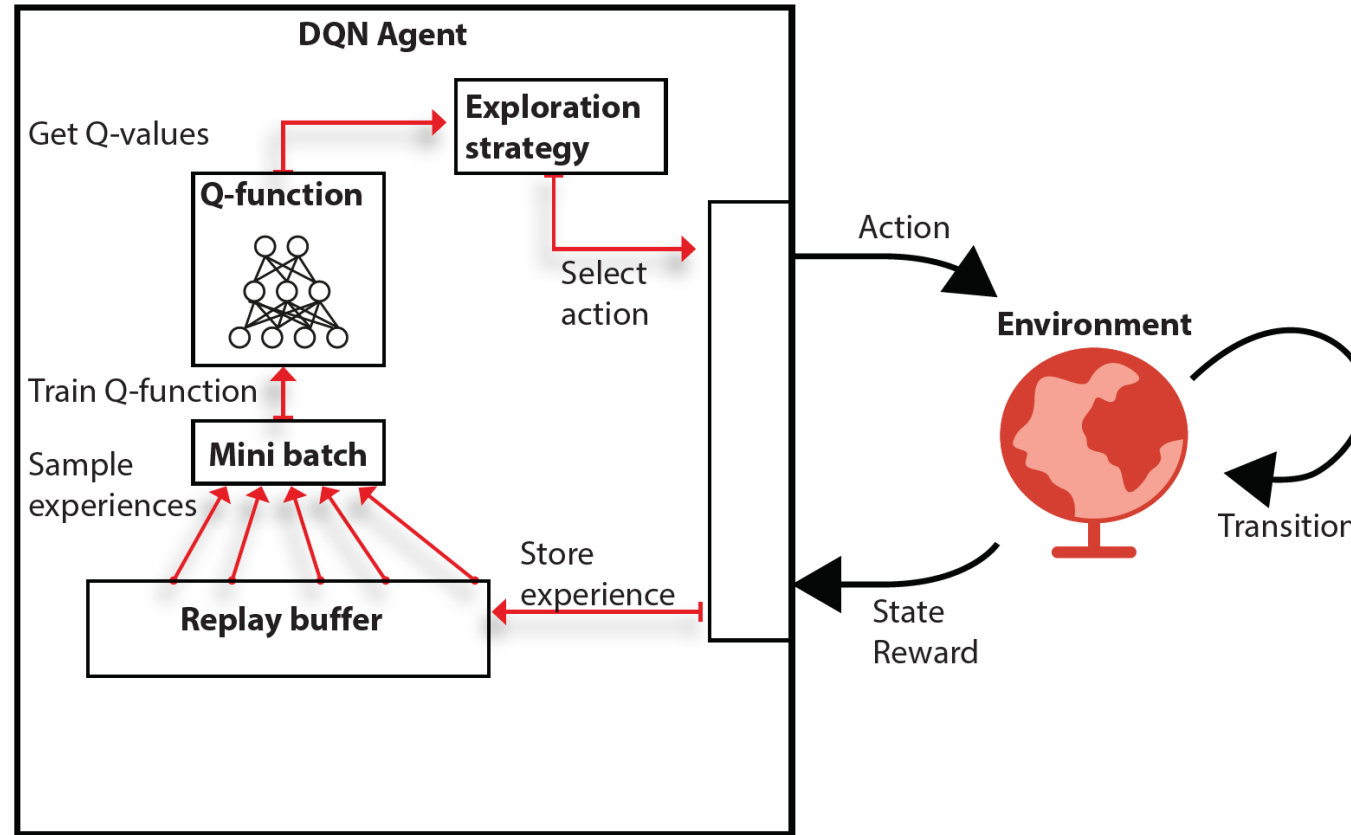 DQN Agent
Get Q-values
Exploration
strategy
Q-function
Select
action
Action
Environment
Train Q-function
Mini batch
Sample
experiences
Transition
Store
experience
Replay buffer
State
Reward